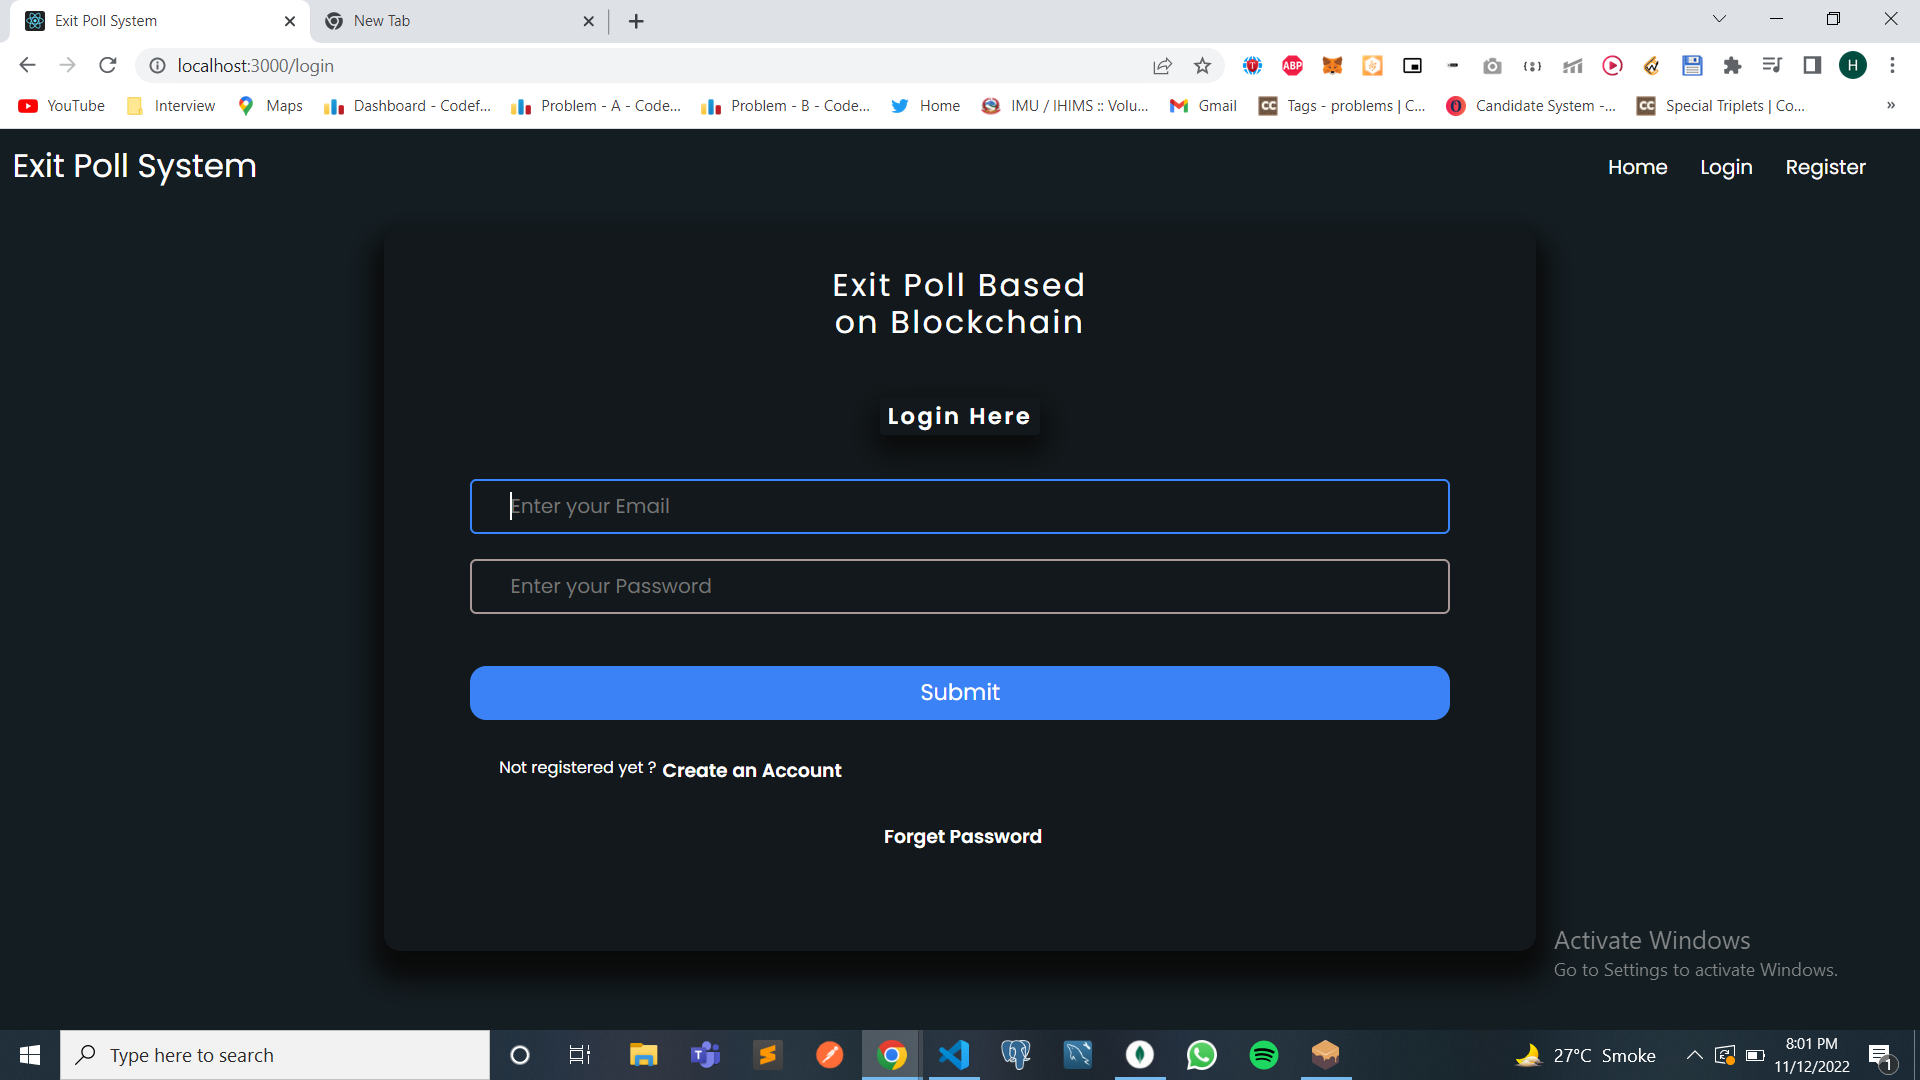 Exit Poll System
New Tab
localhost:3000/login
ABP
H
YouTube
Interview
Maps
Dashboard - Codef...
Problem - A - Code...
Problem - B - Code...
Home
IMU / IHIMS :: Volu...
Gmail
CC
Tags - problems | C...
Candidate System -...
CC
Special Triplets | Co...
»
Exit Poll System
Home
Login
Register
Exit Poll Based
on Blockchain
Login Here
Enter your Email
Enter your Password
Submit
Not registered yet ? Create an Account
Forget Password
Activate Windows
Go to Settings to activate Windows.
Type here to search
27°C Smoke
8:01 PM
11/12/2022
1